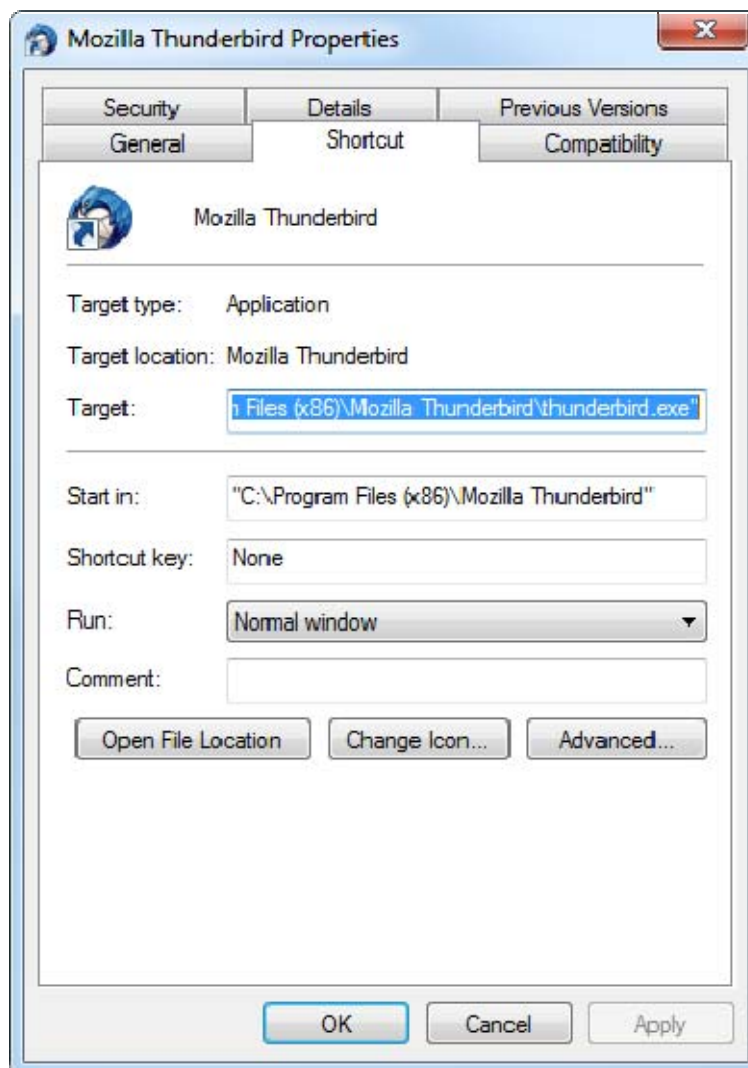 Mozilla Thunderbird Properties
Security Details Previous Versions
General Shortcut Compatibility
Mozilla Thunderbird
Target type: Application
Target location: Mozilla Thunderbird
Target: n Files (x86)\Mozilla Thunderbird\thunderbird.exe"
Start in: "C:\Program Files (x86)\Mozilla Thunderbird"
Shortcut key: None
Run: Normal window
Comment:
Open File Location Change Icon... Advanced...
OK Cancel Apply